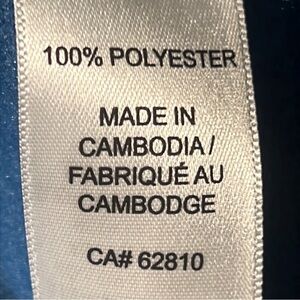 100% POLYESTER
MADE IN
CAMBODIA/
FABRIQUÉ AU
CAMBODGE
CA# 62810